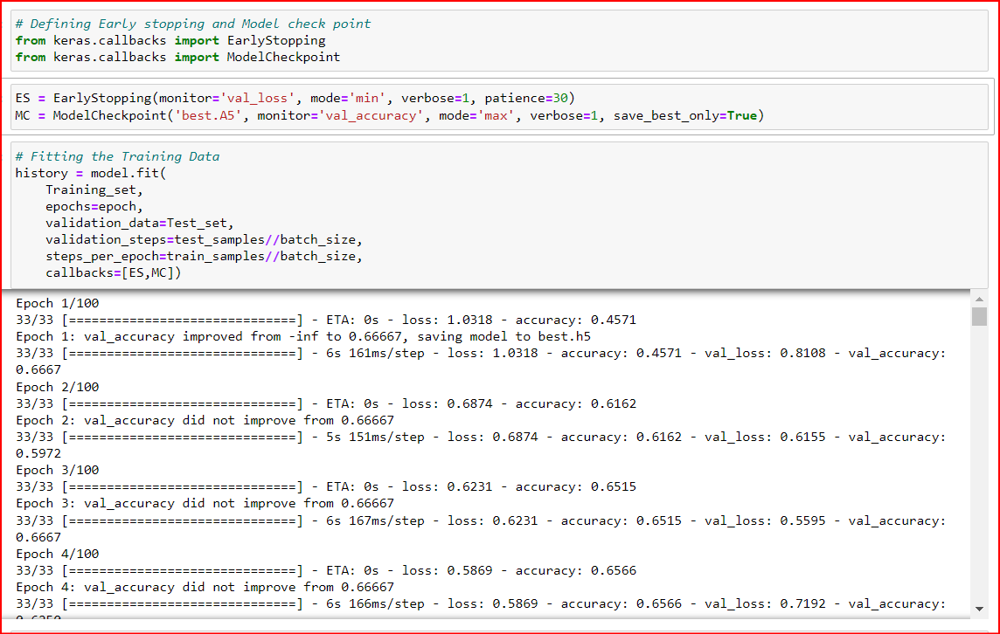 # Defining Early stopping and Model check point
from keras.callbacks import EarlyStopping
from keras.callbacks import ModelCheckpoint
ES = EarlyStopping(monitor='val_loss', mode='min', verbose=1, patience=30)
MC = ModelCheckpoint('best.A5', monitor='val_accuracy', mode='max', verbose=1, save_best_only=True)
# Fitting the Training Data
history = model.fit(
    Training_set,
    epochs=epoch,
    validation_data=Test_set,
    validation_steps=test_samples//batch_size,
    steps_per_epoch=train_samples//batch_size,
    callbacks=[ES,MC])
Epoch 1/100
33/33 [==============================] - ETA: 0s - loss: 1.0318 - accuracy: 0.4571
Epoch 1: val_accuracy improved from -inf to 0.66667, saving model to best.h5
33/33 [==============================] - 6s 161ms/step - loss: 1.0318 - accuracy: 0.4571 - val_loss: 0.8108 - val_accuracy:
0.6667
Epoch 2/100
33/33 [==============================] - ETA: 0s - loss: 0.6874 - accuracy: 0.6162
Epoch 2: val_accuracy did not improve from 0.66667
33/33 [==============================] - 5s 151ms/step - loss: 0.6874 - accuracy: 0.6162 - val_loss: 0.6155 - val_accuracy:
0.5972
Epoch 3/100
33/33 [==============================] - ETA: 0s - loss: 0.6231 - accuracy: 0.6515
Epoch 3: val_accuracy did not improve from 0.66667
33/33 [==============================] - 6s 167ms/step - loss: 0.6231 - accuracy: 0.6515 - val_loss: 0.5595 - val_accuracy:
0.6667
Epoch 4/100
33/33 [==============================] - ETA: 0s - loss: 0.5869 - accuracy: 0.6566
Epoch 4: val_accuracy did not improve from 0.66667
33/33 [==============================] - 6s 166ms/step - loss: 0.5869 - accuracy: 0.6566 - val_loss: 0.7192 - val_accuracy: